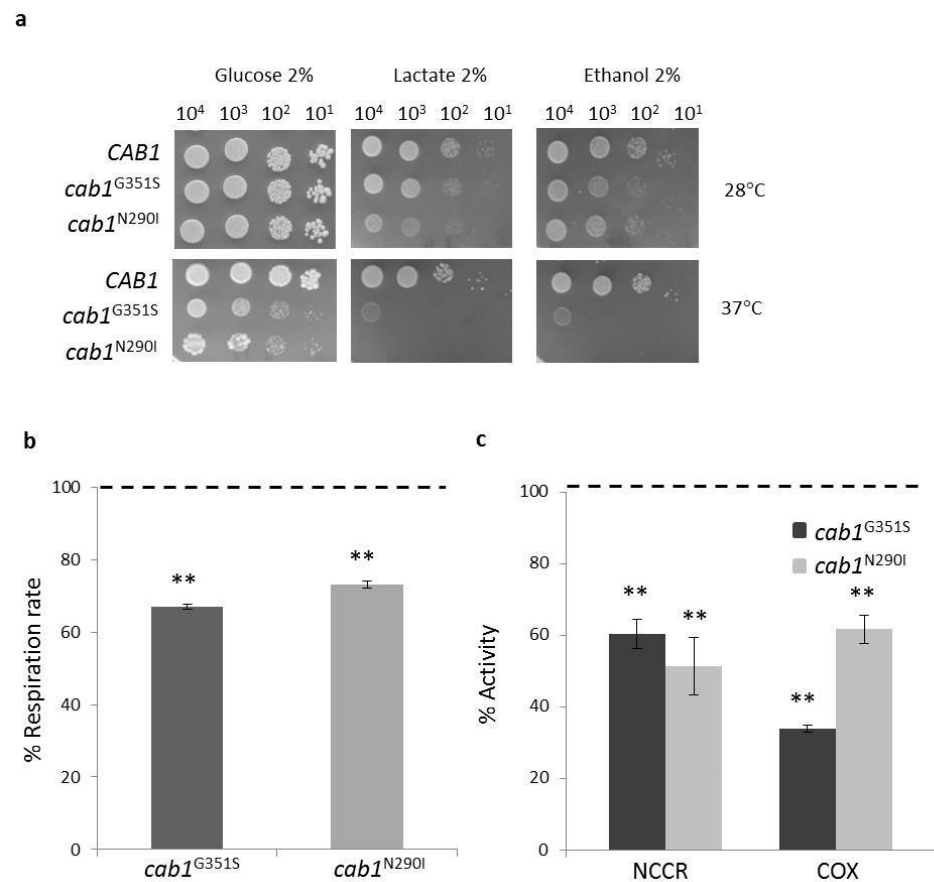 a
Glucose 2% Lactate 2% Ethanol 2%
10⁴ 10³ 10² 10¹ 10⁴ 10³ 10² 10¹ 10⁴ 10³ 10² 10¹
CAB1
cab1G351S
cab1N290I
28°C
CAB1
cab1G351S
cab1N290I
37°C
b
% Respiration rate
100
80
60
40
20
0
** **
cab1G351S cab1N290I
c
% Activity
100
80
60
40
20
0
cab1G351S
cab1N290I
** ** ** **
NCCR COX